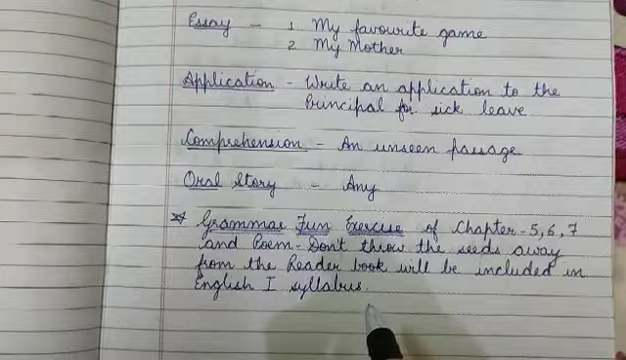 Essay - 1 My favourite game
2 My Mother
Application - Write an application to the
Principal for sick leave
Comprehension - An unseen passage
Oral Story - Any
* Grammar Fun Exercise of Chapter - 5, 6, 7
and Poem - Don't throw the seeds away
from the Reader book will be included in
English I syllabus.